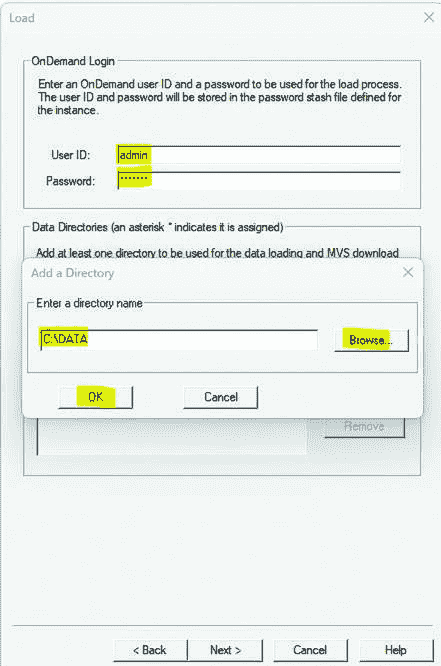 Load
OnDemand Login
Enter an OnDemand user ID and a password to be used for the load process.
The user ID and password will be stored in the password stash file defined for
the instance.
User ID: admin
Password: •••••••
Data Directories (an asterisk * indicates it is assigned)
Add at least one directory to be used for the data loading and MVS download
Add a Directory
Enter a directory name
C:\DATA
Browse...
OK Cancel
Remove
< Back Next > Cancel Help